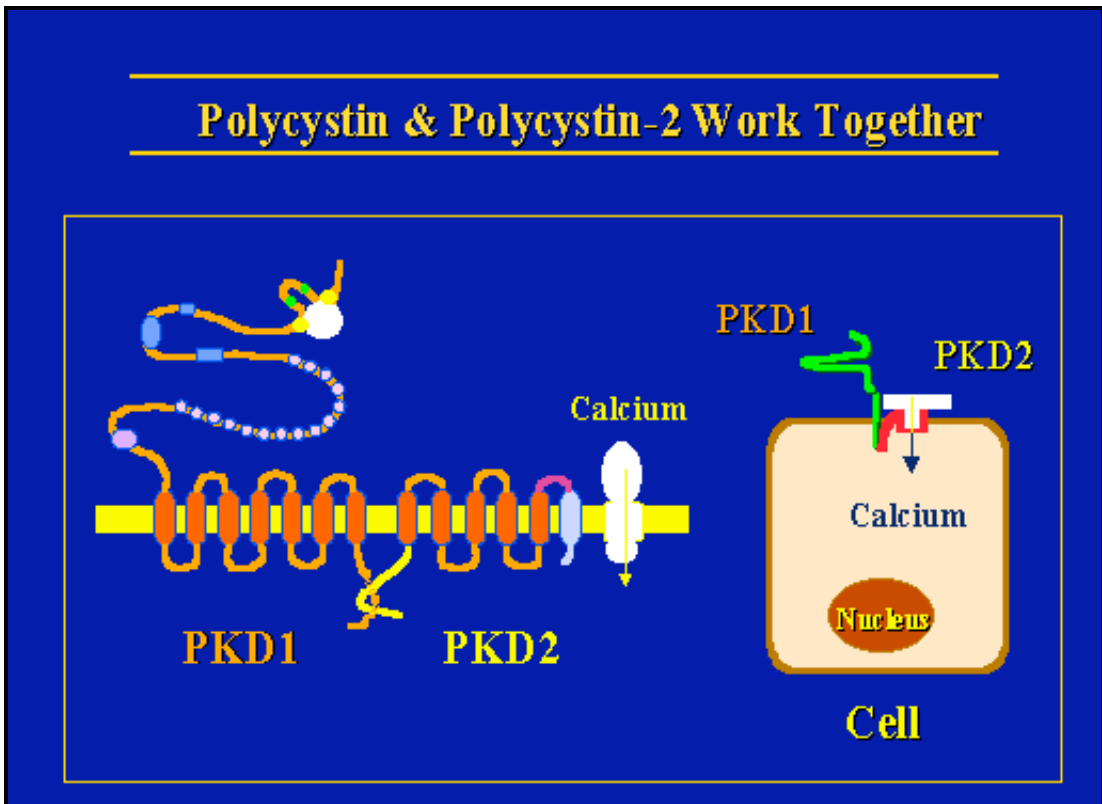 Polycystin & Polycystin-2 Work Together
Calcium
PKD1
PKD2
PKD1
PKD2
Calcium
Nucleus
Cell